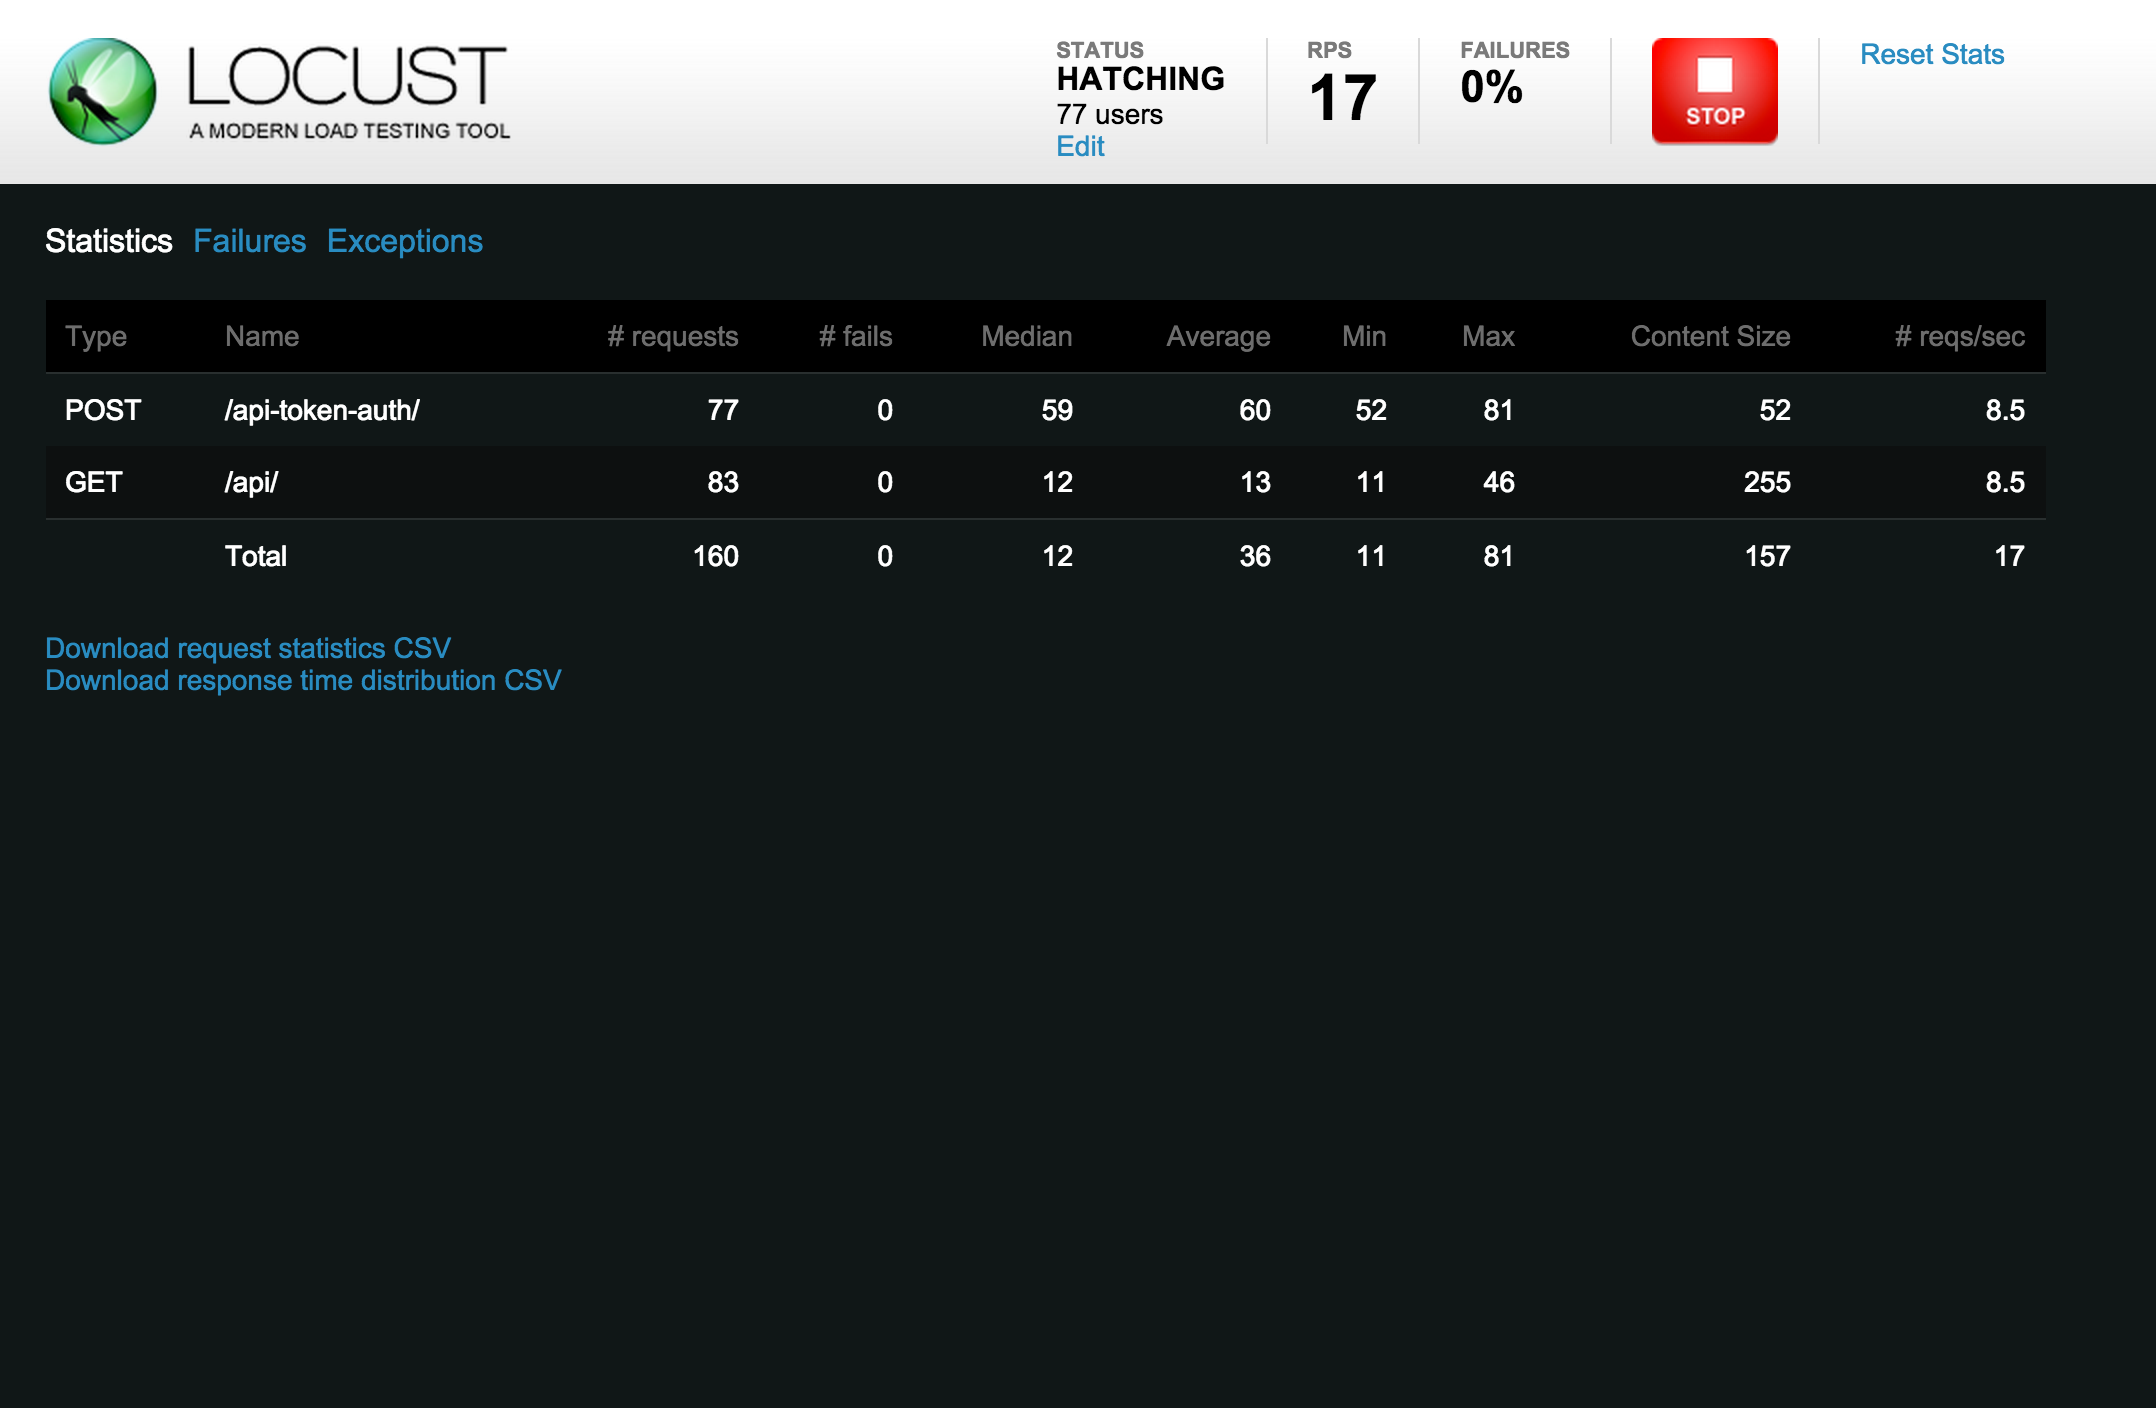 LOCUST
A MODERN LOAD TESTING TOOL
STATUS
HATCHING
77 users
Edit
RPS
17
FAILURES
0%
STOP
Reset Stats
Statistics Failures Exceptions
Type Name # requests # fails Median Average Min Max Content Size # reqs/sec
POST /api-token-auth/ 77 0 59 60 52 81 52 8.5
GET /api/ 83 0 12 13 11 46 255 8.5
Total 160 0 12 36 11 81 157 17
Download request statistics CSV
Download response time distribution CSV